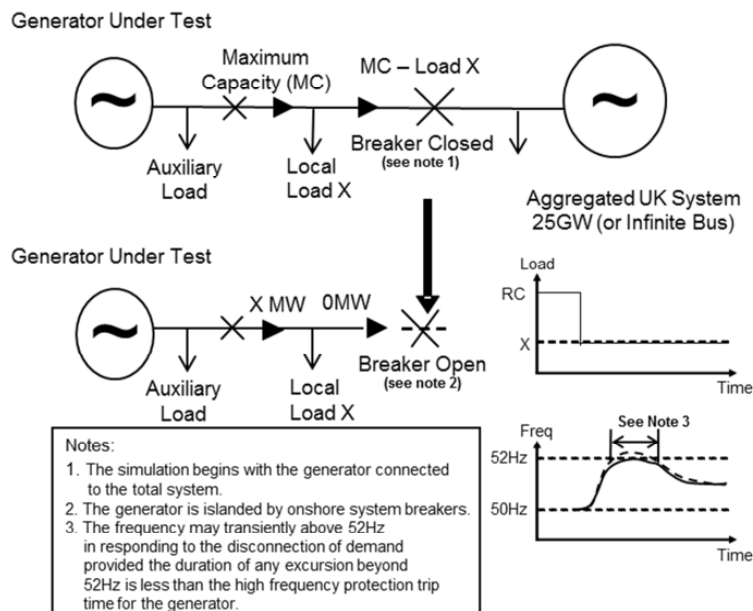 Generator Under Test
Maximum
Capacity (MC)
MC – Load X
~
~
Auxiliary
Load
Local
Load X
Breaker Closed
(see note 1)
Aggregated UK System
25GW (or Infinite Bus)
Generator Under Test
~
X MW
0MW
Auxiliary
Load
Local
Load X
Breaker Open
(see note 2)
Load
RC
X
Time
Freq
See Note 3
52Hz
50Hz
Time
Notes:
1. The simulation begins with the generator connected
to the total system.
2. The generator is islanded by onshore system breakers.
3. The frequency may transiently above 52Hz
in responding to the disconnection of demand
provided the duration of any excursion beyond
52Hz is less than the high frequency protection trip
time for the generator.